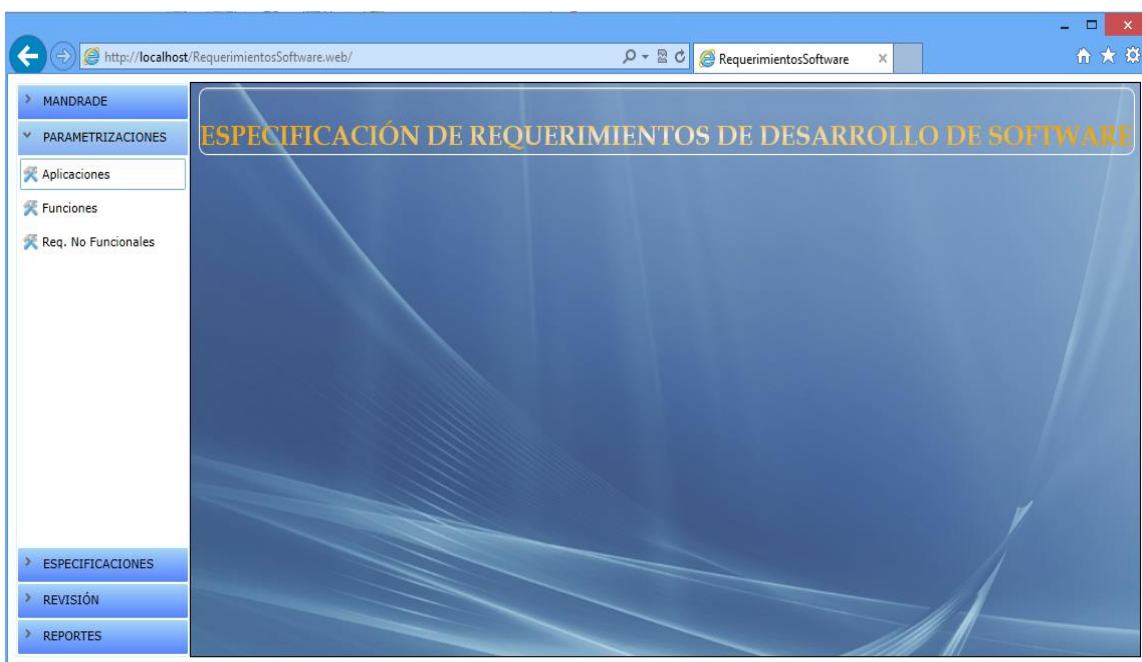 http://localhost/RequerimientosSoftware.web/
RequerimientosSoftware
MANDRADE
PARAMETRIZACIONES
Aplicaciones
Funciones
Req. No Funcionales
ESPECIFICACIONES
REVISIÓN
REPORTES
ESPECIFICACIÓN DE REQUERIMIENTOS DE DESARROLLO DE SOFTWARE